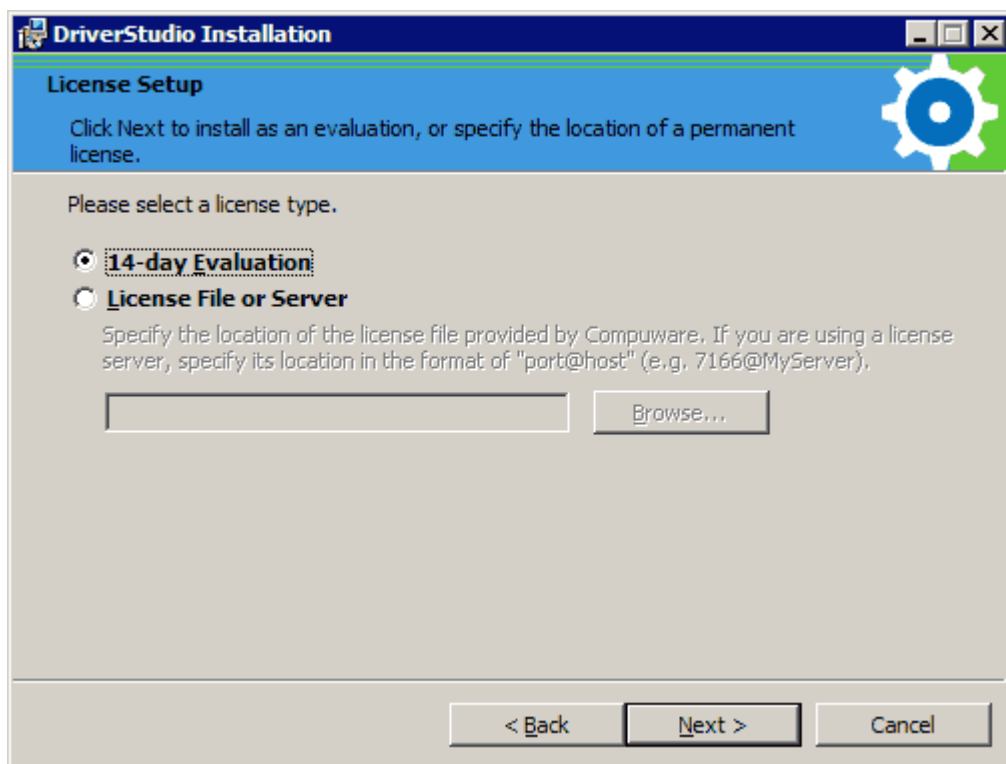 DriverStudio Installation
License Setup
Click Next to install as an evaluation, or specify the location of a permanent
license.
Please select a license type.
14-day Evaluation
License File or Server
Specify the location of the license file provided by Compuware. If you are using a license
server, specify its location in the format of "port@host" (e.g. 7166@MyServer).
Browse...
< Back
Next >
Cancel